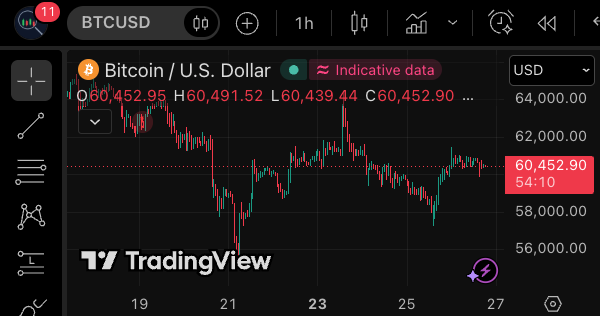 11
BTCUSD
1h
Bitcoin / U.S. Dollar
Indicative data
USD
O60,452.95 H60,491.52 L60,439.44 C60,452.90 ...
64,000.00
62,000.00
60,452.90
54:10
58,000.00
56,000.00
L
TradingView
19 21 23 25 27